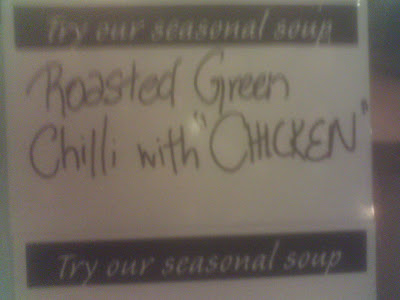 Try our seasonal soup
Roasted Green
Chilli with "CHICKEN"
Try our seasonal soup